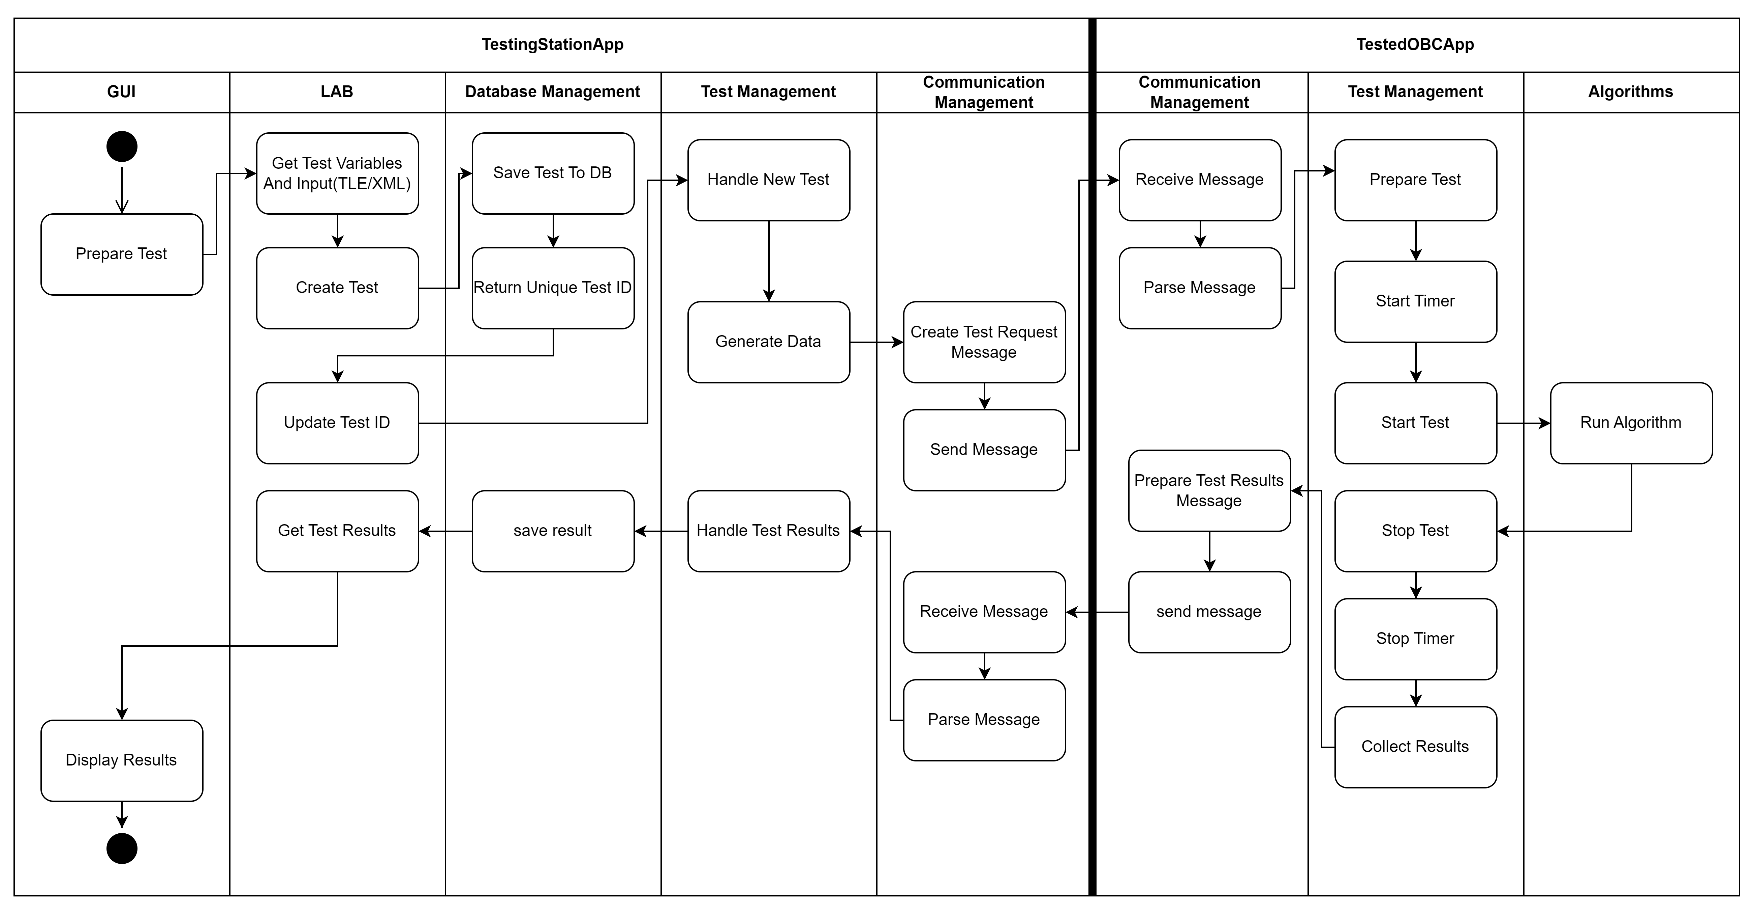 TestingStationApp
TestedOBCApp
GUI
LAB
Database Management
Test Management
Communication
Management
Communication
Management
Test Management
Algorithms
Prepare Test
Get Test Variables
And Input(TLE/XML)
Create Test
Save Test To DB
Return Unique Test ID
Update Test ID
Handle New Test
Generate Data
Create Test Request
Message
Send Message
Receive Message
Parse Message
Prepare Test
Start Timer
Start Test
Run Algorithm
Stop Test
Stop Timer
Collect Results
Prepare Test Results
Message
send message
Receive Message
Parse Message
Handle Test Results
save result
Get Test Results
Display Results